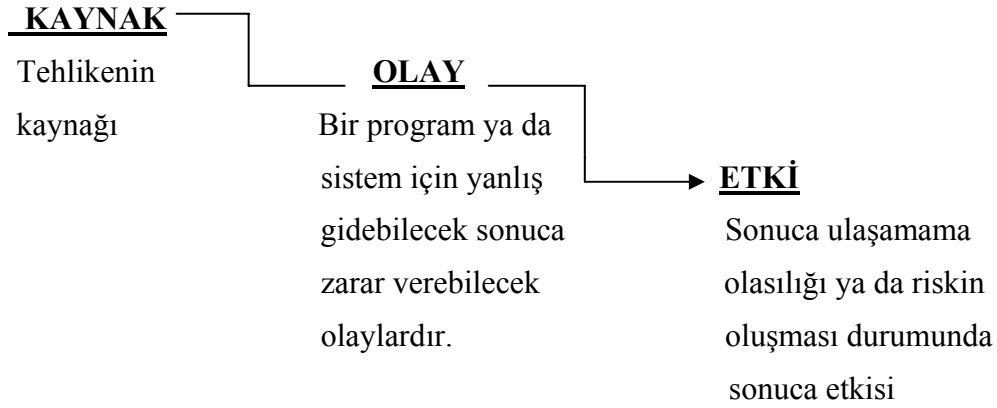 KAYNAK
Tehlikenin
kaynağı
OLAY
Bir program ya da
sistem için yanlış
gidebilecek sonuca
zarar verebilecek
olaylardır.
ETKİ
Sonuca ulaşamama
olasılığı ya da riskin
oluşması durumunda
sonuca etkisi